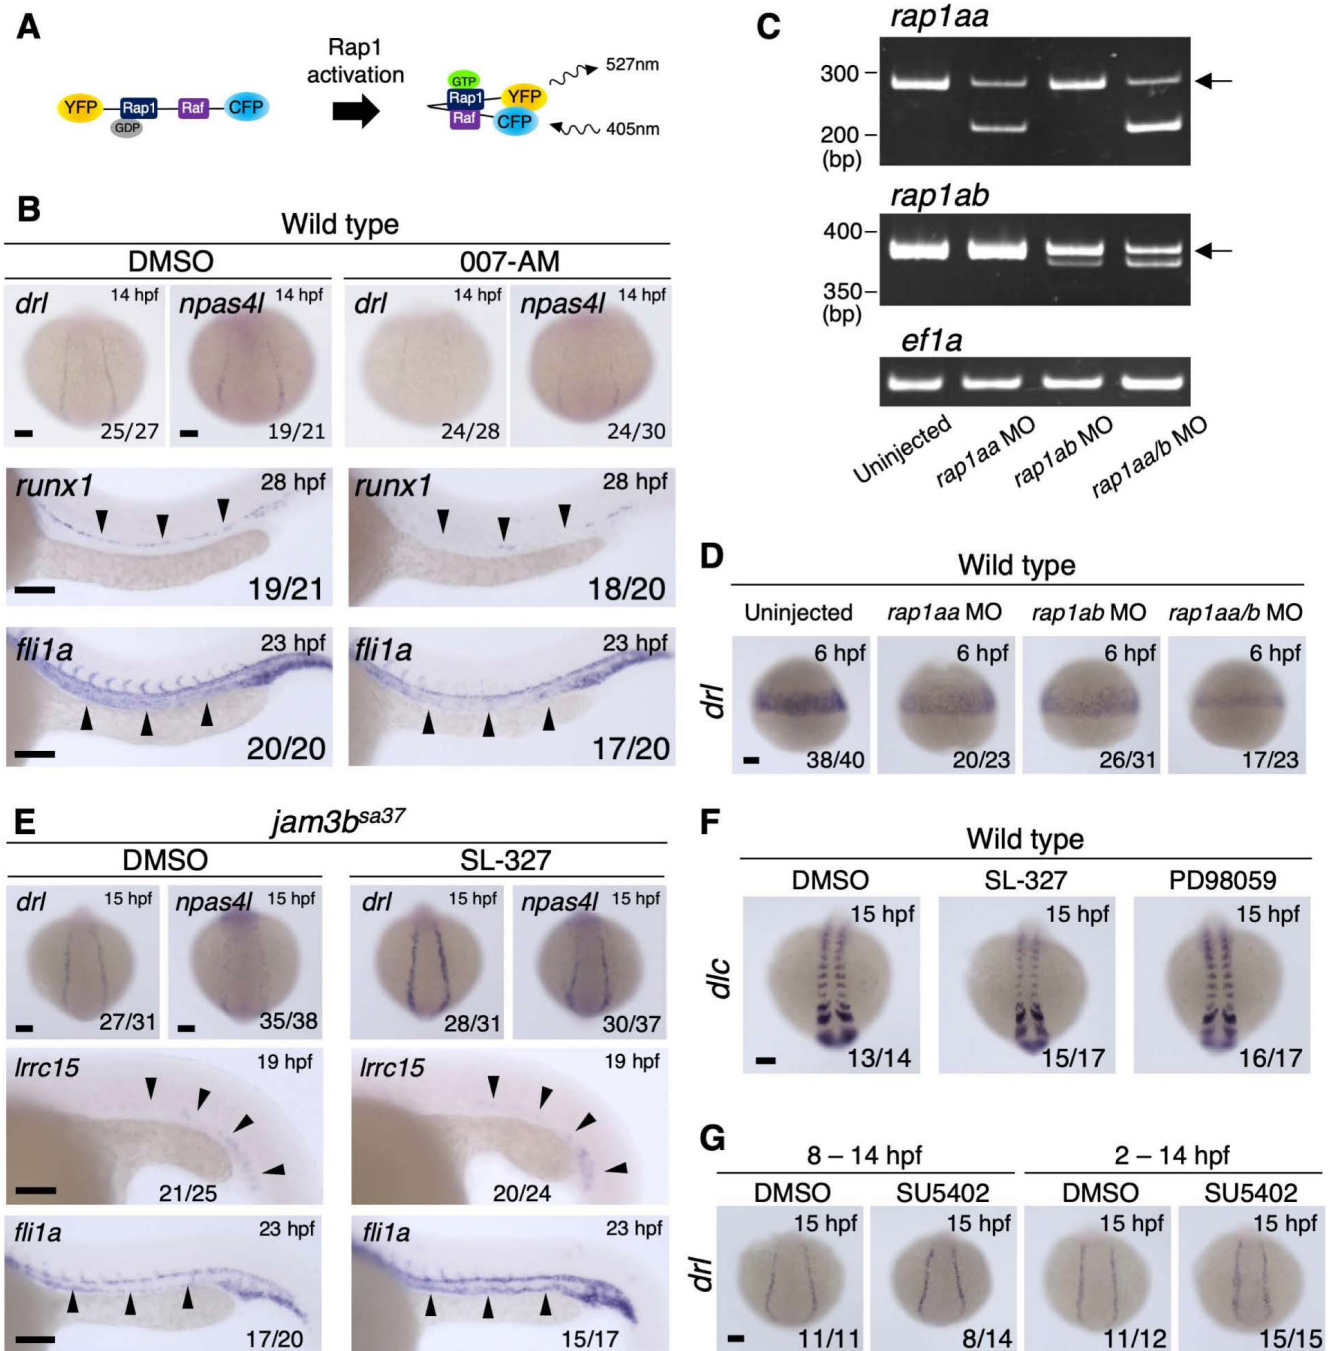 A
Rap1
activation
YFP
Rap1
GDP
Raf
CFP
GTP
Rap1
YFP
Raf
CFP
527nm
405nm
B
Wild type
DMSO
007-AM
drl 14 hpf
25/27
npas4l 14 hpf
19/21
drl 14 hpf
24/28
npas4l 14 hpf
24/30
runx1 28 hpf
19/21
runx1 28 hpf
18/20
fli1a 23 hpf
20/20
fli1a 23 hpf
17/20
C
rap1aa
300
200
(bp)
rap1ab
400
350
(bp)
ef1a
Uninjected
rap1aa MO
rap1ab MO
rap1aa/b MO
D
Wild type
Uninjected
rap1aa MO
rap1ab MO
rap1aa/b MO
drl
6 hpf
38/40
6 hpf
20/23
6 hpf
26/31
6 hpf
17/23
E
jam3bsa37
DMSO
SL-327
drl 15 hpf
27/31
npas4l 15 hpf
35/38
drl 15 hpf
28/31
npas4l 15 hpf
30/37
lrrc15 19 hpf
21/25
lrrc15 19 hpf
20/24
fli1a 23 hpf
17/20
fli1a 23 hpf
15/17
F
Wild type
DMSO
SL-327
PD98059
dlc
15 hpf
13/14
15 hpf
15/17
15 hpf
16/17
G
8 – 14 hpf
2 – 14 hpf
DMSO
SU5402
DMSO
SU5402
drl
15 hpf
11/11
15 hpf
8/14
15 hpf
11/12
15 hpf
15/15